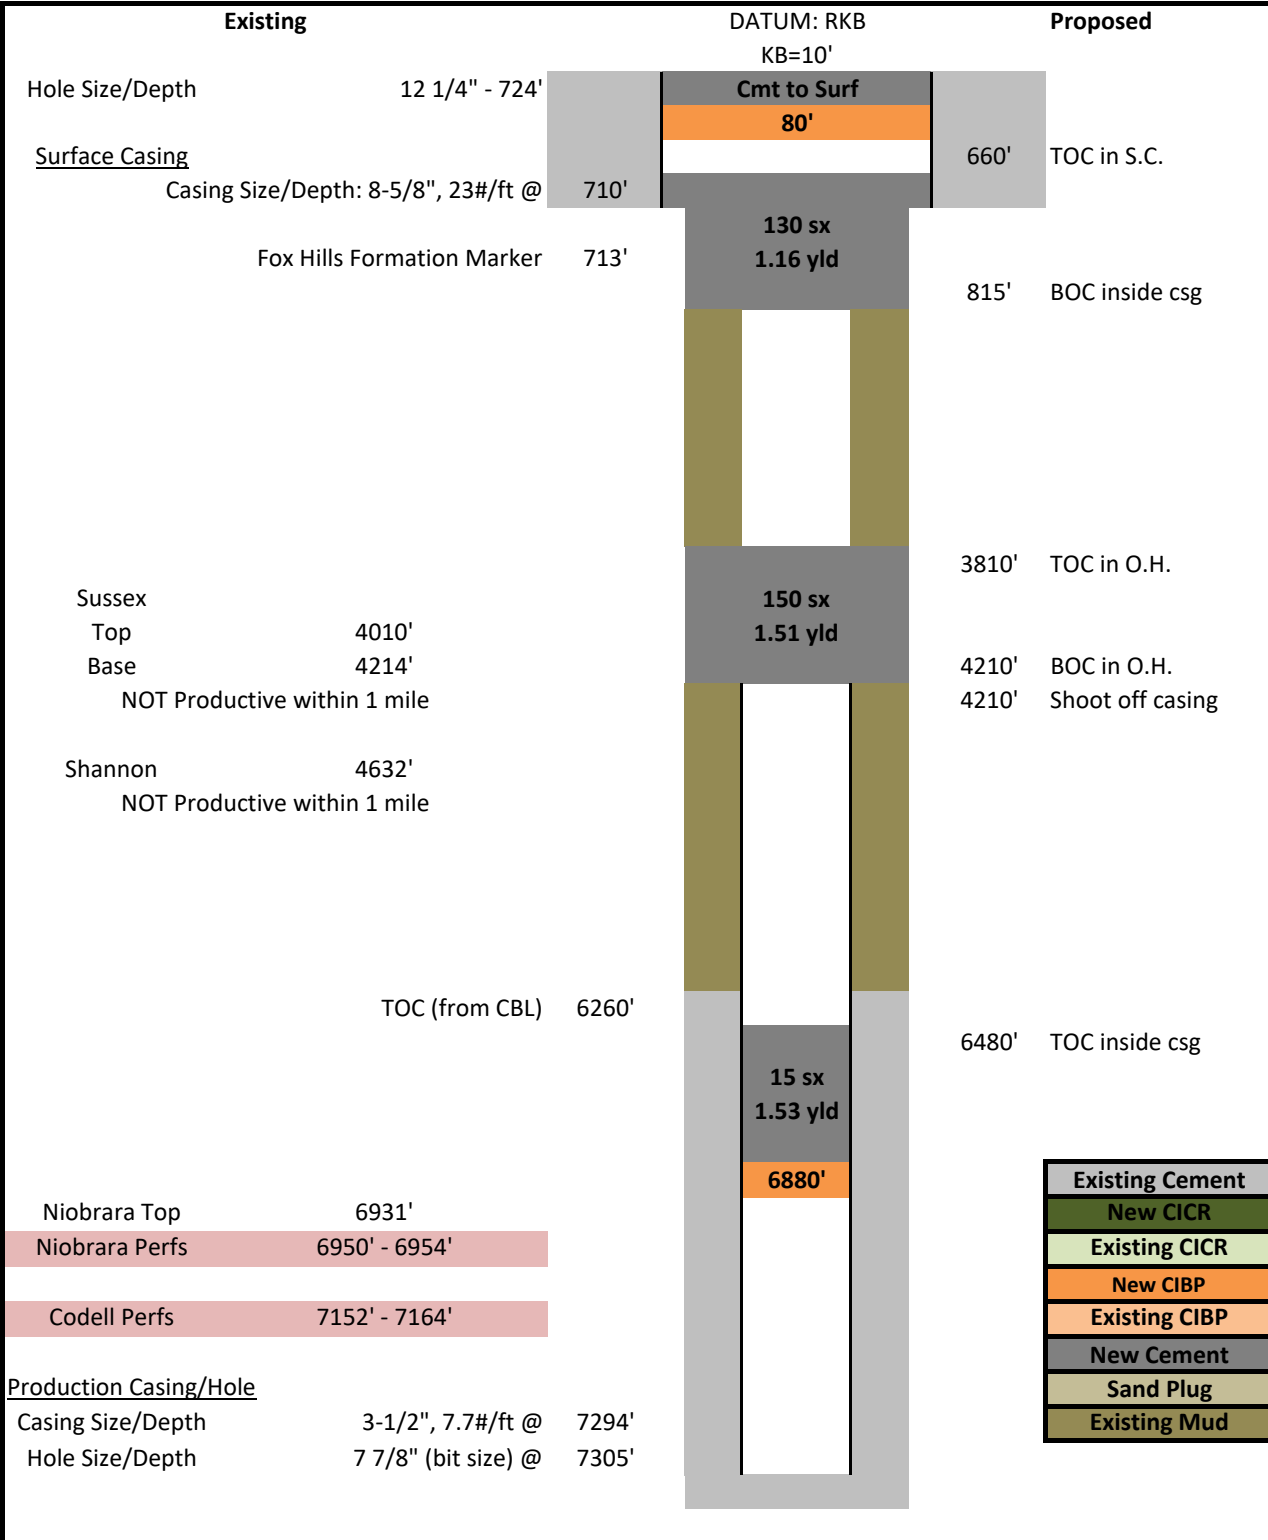 Existing DATUM: RKB Proposed
KB=10'
Hole Size/Depth 12 1/4" - 724' Cmt to Surf
80'
Surface Casing 660' TOC in S.C.
Casing Size/Depth: 8-5/8", 23#/ft @ 710'
130 sx
Fox Hills Formation Marker 713' 1.16 yld
815' BOC inside csg
3810' TOC in O.H.
Sussex 150 sx
Top 4010' 1.51 yld
Base 4214' 4210' BOC in O.H.
NOT Productive within 1 mile 4210' Shoot off casing
Shannon 4632'
NOT Productive within 1 mile
TOC (from CBL) 6260'
6480' TOC inside csg
15 sx
1.53 yld
6880' Existing Cement
Niobrara Top 6931' New CICR
Niobrara Perfs 6950' - 6954' Existing CICR
New CIBP
Codell Perfs 7152' - 7164' Existing CIBP
New Cement
Production Casing/Hole Sand Plug
Casing Size/Depth 3-1/2", 7.7#/ft @ 7294' Existing Mud
Hole Size/Depth 7 7/8" (bit size) @ 7305'